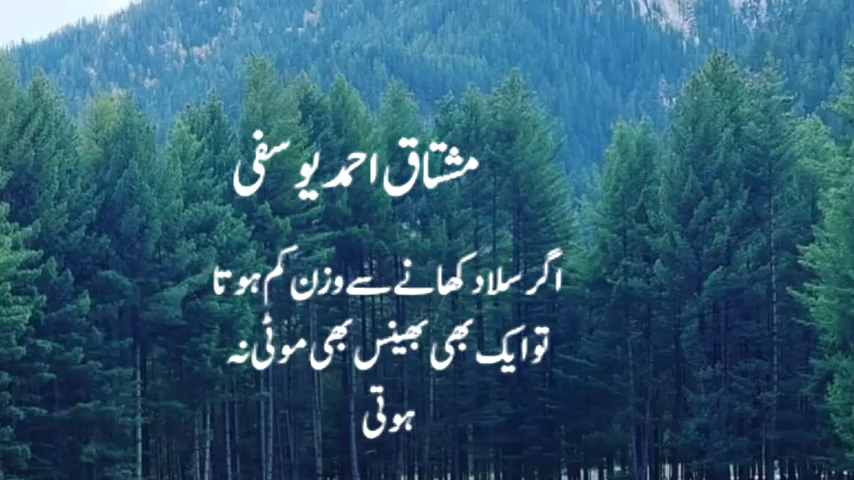 مشتاق احمد یوسفی
اگر سلاد کھانے سے وزن کم ہوتا
تو ایک بھی بھینس بھی موٹی نہ
ہوتی